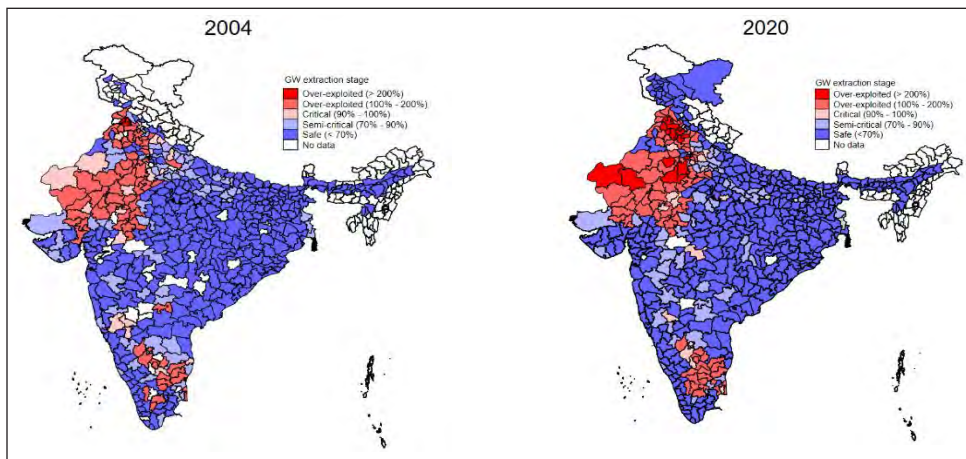 2004
GW extraction stage
Over-exploited (> 200%)
Over-exploited (100% - 200%)
Critical (90% - 100%)
Semi-critical (70% - 90%)
Safe (< 70%)
No data
2020
GW extraction stage
Over-exploited (> 200%)
Over-exploited (100% - 200%)
Critical (90% - 100%)
Semi-critical (70% - 90%)
Safe (<70%)
No data